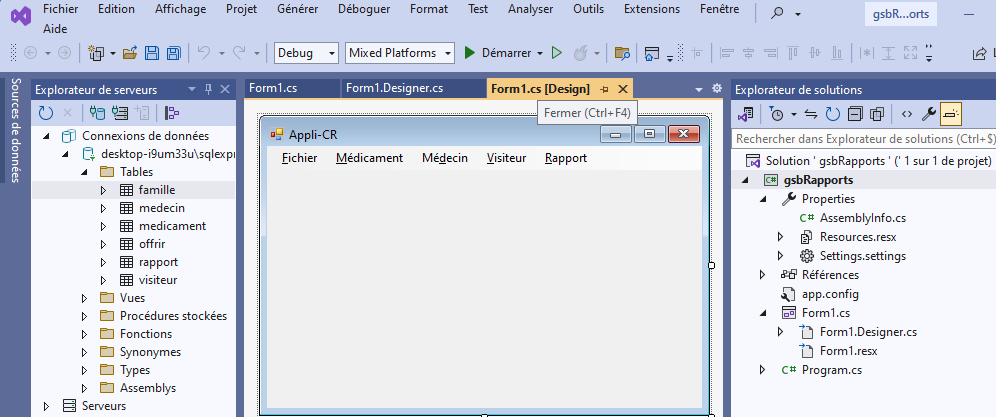 Fichier Edition Affichage Projet Générer Déboguer Format Test Analyser Outils Extensions Fenêtre
gsbR...orts
Aide
Debug
Mixed Platforms
Démarrer
Sources de données
Explorateur de serveurs
Connexions de données
desktop-i9um33u\sqlexpr
Tables
famille
medecin
medicament
offrir
rapport
visiteur
Vues
Procédures stockées
Fonctions
Synonymes
Types
Assemblys
Serveurs
Form1.cs
Form1.Designer.cs
Form1.cs [Design]
Fermer (Ctrl+F4)
Appli-CR
Fichier Médicament Médecin Visiteur Rapport
Explorateur de solutions
Rechercher dans Explorateur de solutions (Ctrl+$)
Solution ' gsbRapports ' (' 1 sur 1 de projet)
gsbRapports
Properties
C# AssemblyInfo.cs
Resources.resx
Settings.settings
Références
app.config
Form1.cs
Form1.Designer.cs
Form1.resx
C# Program.cs